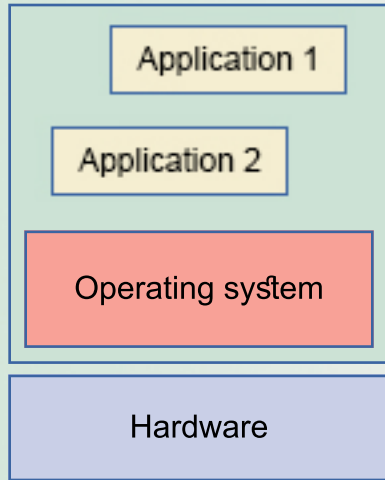 Application 1
Application 2
Operating system
Hardware